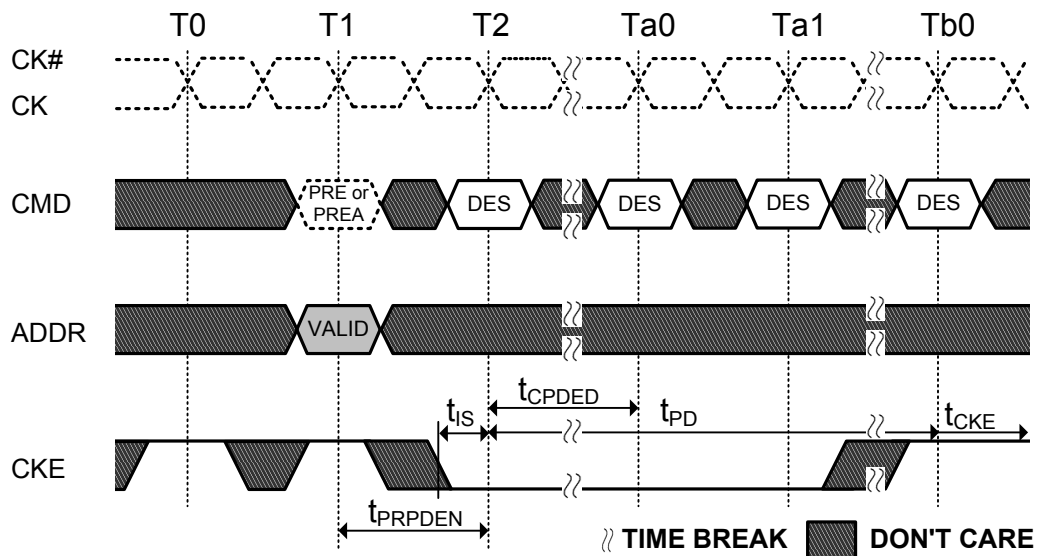 T0 T1 T2 Ta0 Ta1 Tb0
CK#
CK
CMD
PRE or
PREA
DES DES DES DES
ADDR
VALID
tIS tCPDED tPD tCKE
CKE
tPRPDEN
TIME BREAK DON'T CARE